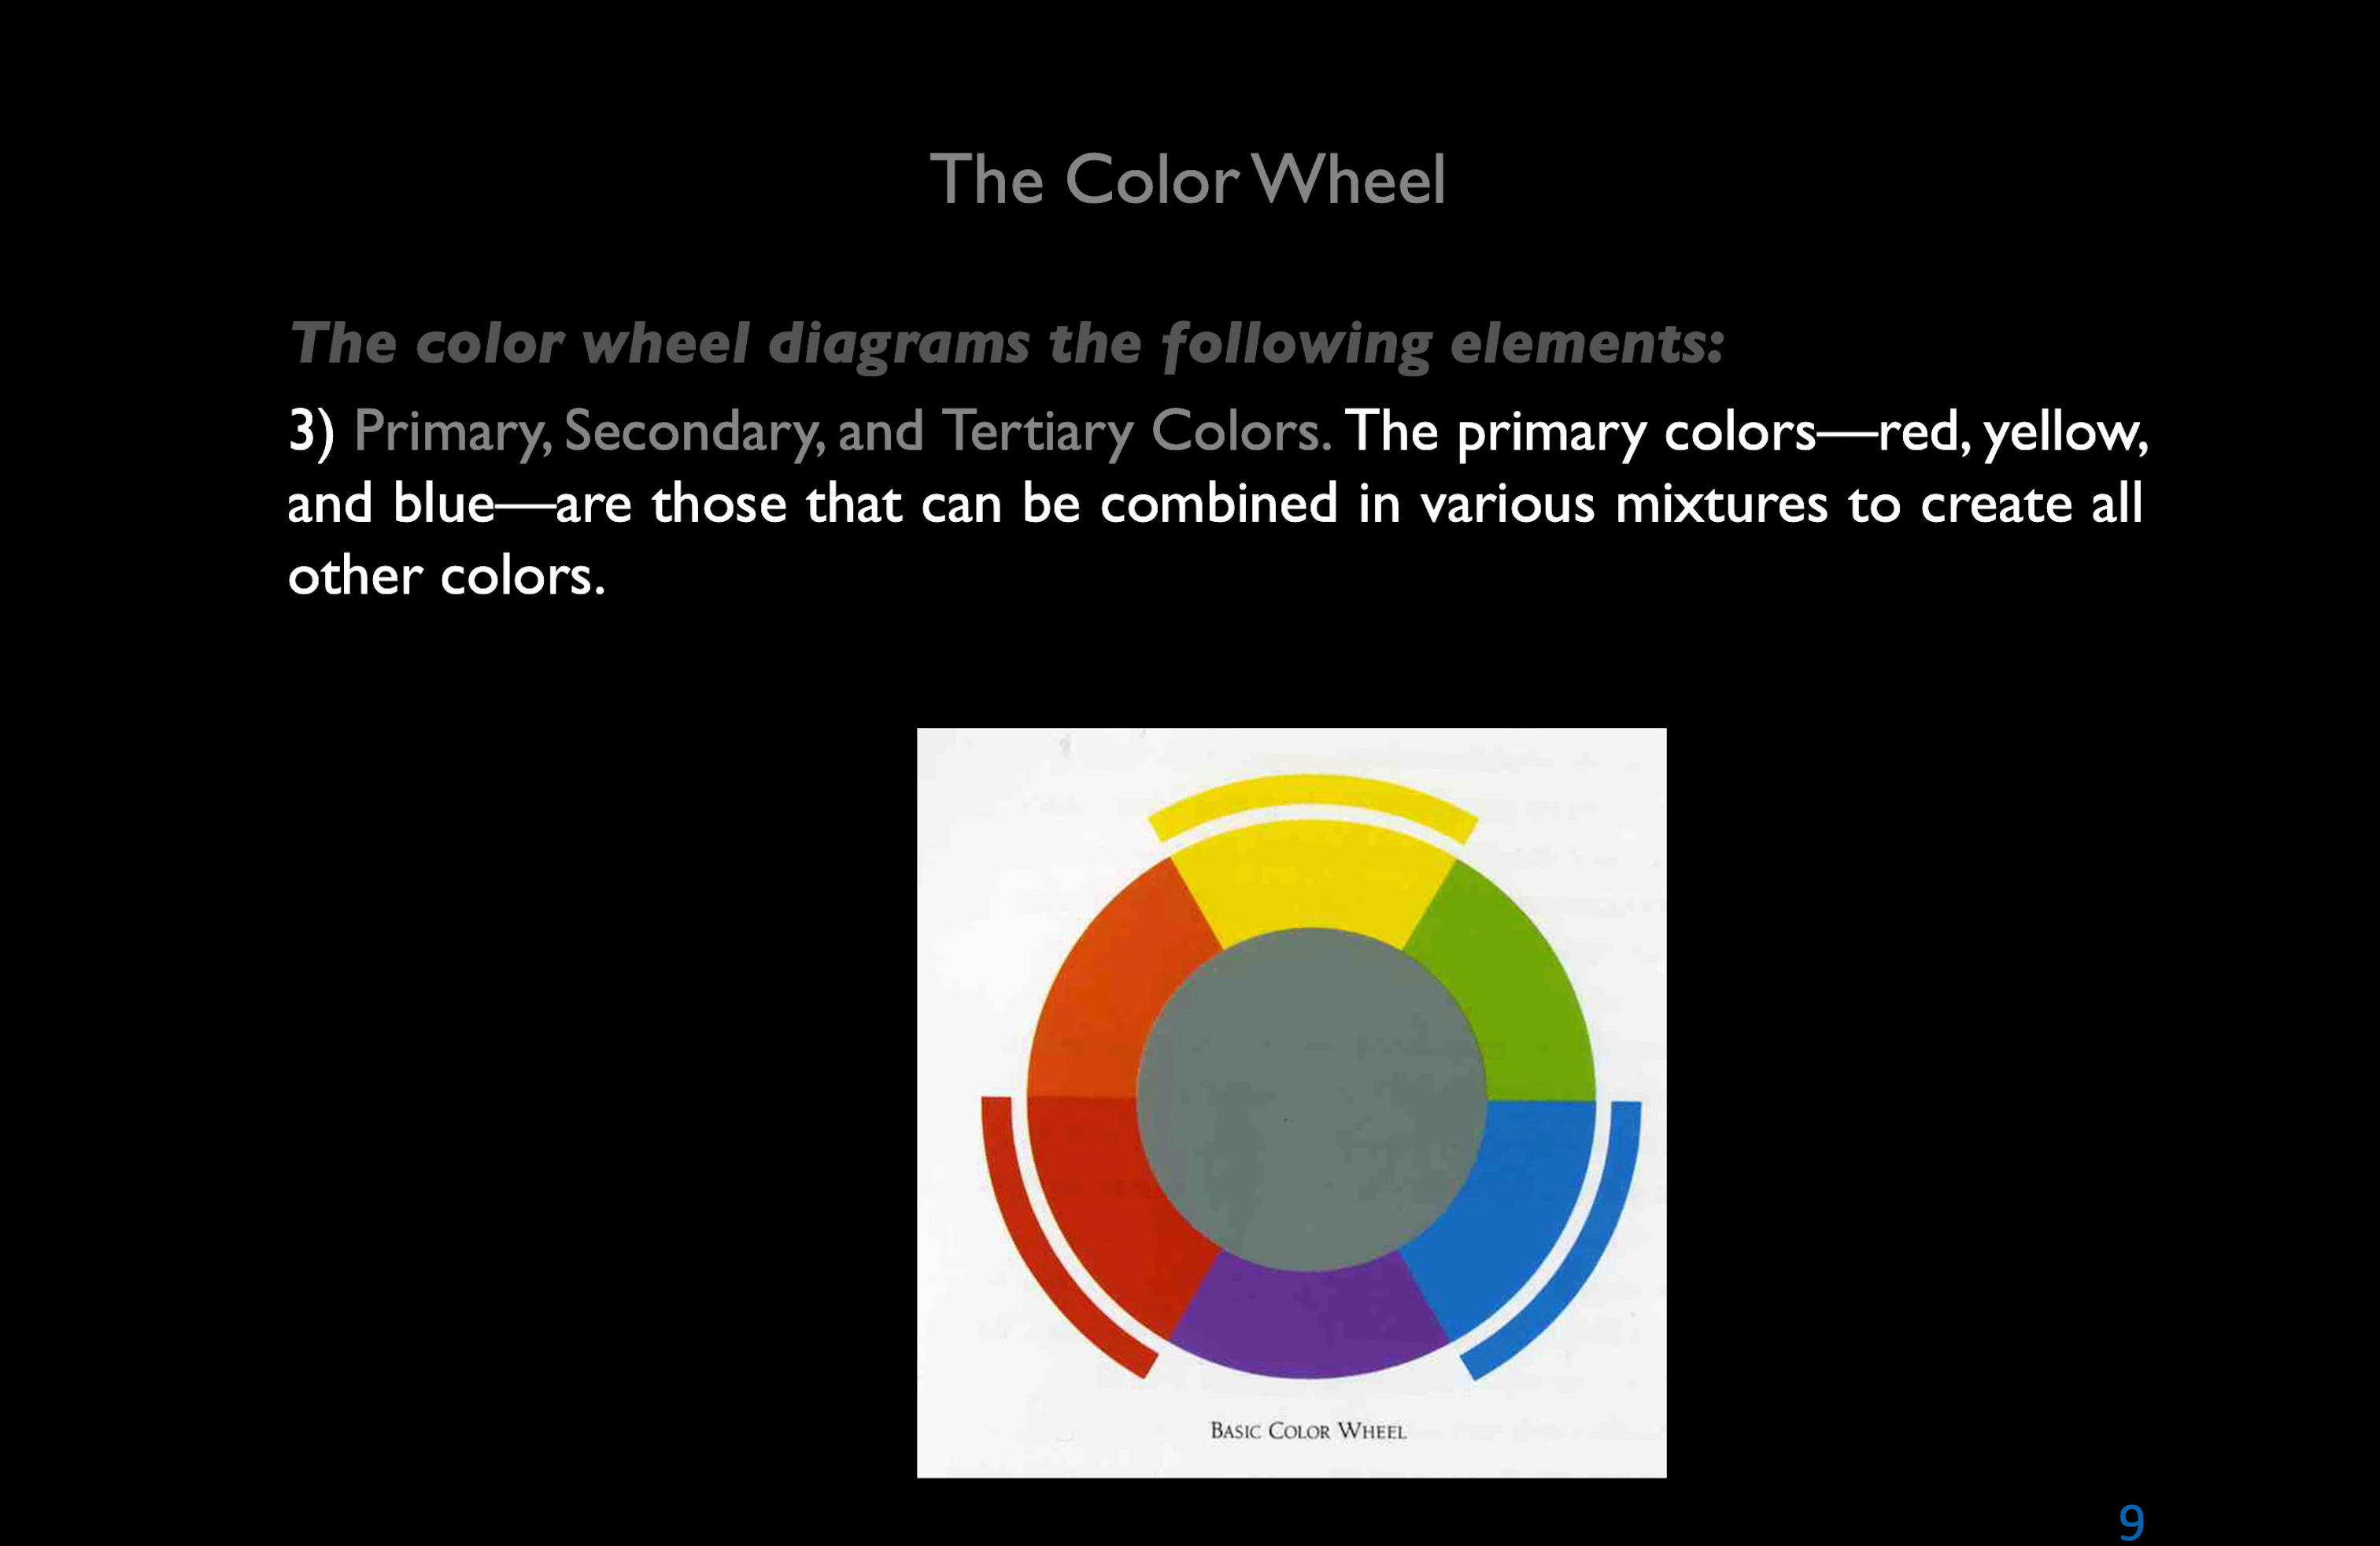 The Color Wheel
The color wheel diagrams the following elements:
3) Primary, Secondary, and Tertiary Colors. The primary colors—red, yellow,
and blue—are those that can be combined in various mixtures to create all
other colors.
BASIC COLOR WHEEL
9